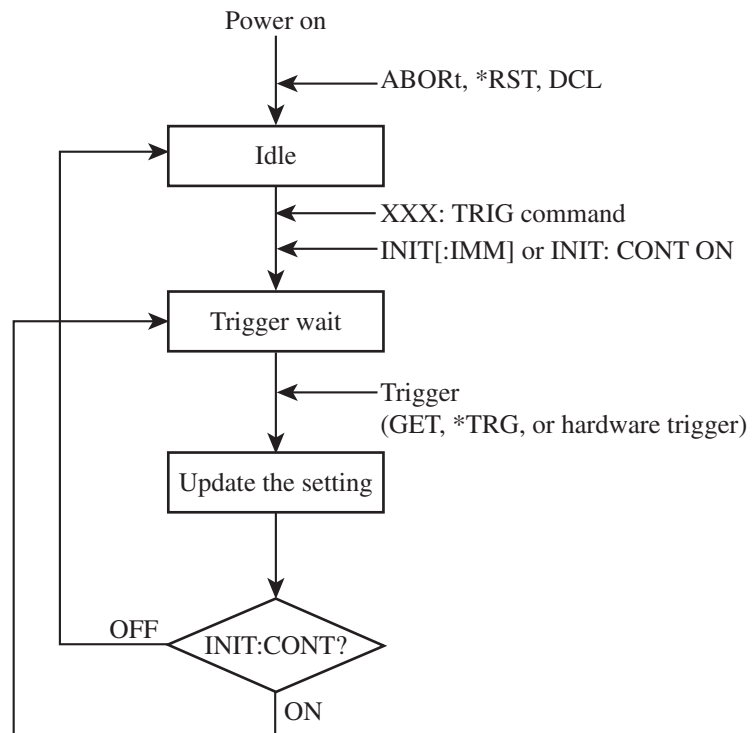 Power on
ABORt, *RST, DCL
Idle
XXX: TRIG command
INIT[:IMM] or INIT: CONT ON
Trigger wait
Trigger
(GET, *TRG, or hardware trigger)
Update the setting
OFF
INIT:CONT?
ON